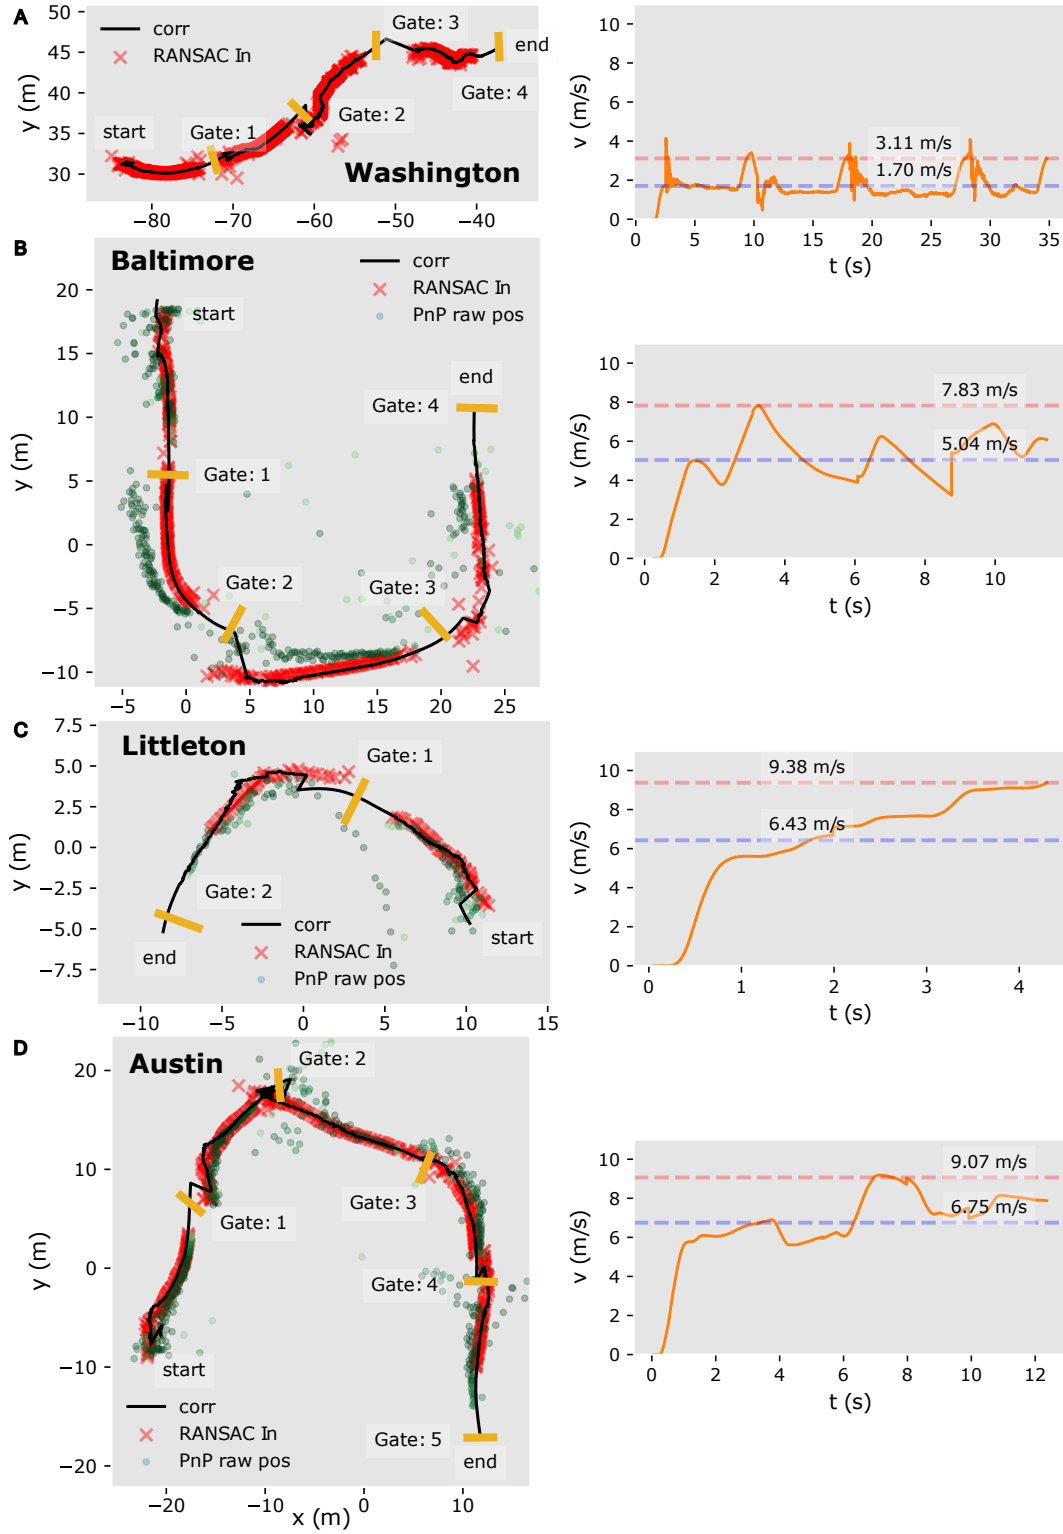 A
corr
RANSAC In
Gate: 3
end
Gate: 4
Gate: 2
Gate: 1
start
Washington
y (m)
50
45
40
35
30
−80
−70
−60
−50
−40
v (m/s)
10
8
6
4
2
0
3.11 m/s
1.70 m/s
0
5
10
15
20
25
30
35
t (s)
B
Baltimore
corr
RANSAC In
PnP raw pos
start
end
Gate: 4
Gate: 1
Gate: 2
Gate: 3
y (m)
20
15
10
5
0
−5
−10
−5
0
5
10
15
20
25
v (m/s)
10
8
6
4
2
0
7.83 m/s
5.04 m/s
0
2
4
6
8
10
t (s)
C
Littleton
Gate: 1
Gate: 2
corr
RANSAC In
PnP raw pos
start
end
y (m)
7.5
5.0
2.5
0.0
−2.5
−5.0
−7.5
−10
−5
0
5
10
15
v (m/s)
10
8
6
4
2
0
9.38 m/s
6.43 m/s
0
1
2
3
4
t (s)
D
Austin
Gate: 2
Gate: 3
Gate: 1
Gate: 4
start
corr
RANSAC In
PnP raw pos
Gate: 5
end
y (m)
20
10
0
−10
−20
−20
−10
0
10
x (m)
v (m/s)
10
8
6
4
2
0
9.07 m/s
6.75 m/s
0
2
4
6
8
10
12
t (s)